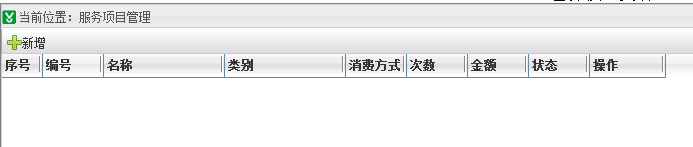 当前位置：服务项目管理
新增
序号 编号 名称 类别 消费方式 次数 金额 状态 操作